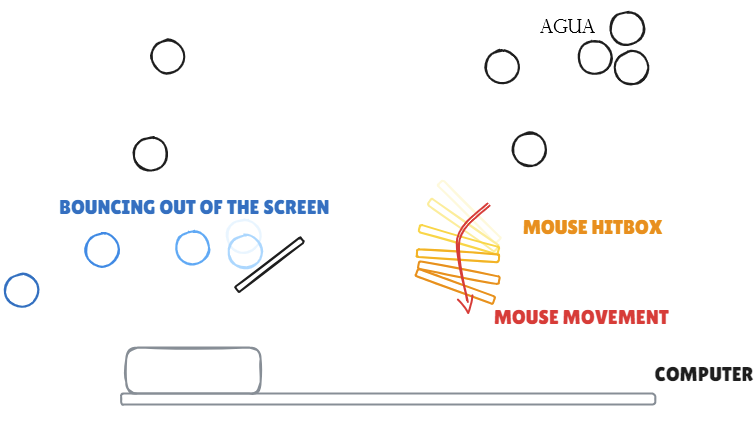 AGUA
BOUNCING OUT OF THE SCREEN
MOUSE HITBOX
MOUSE MOVEMENT
COMPUTER